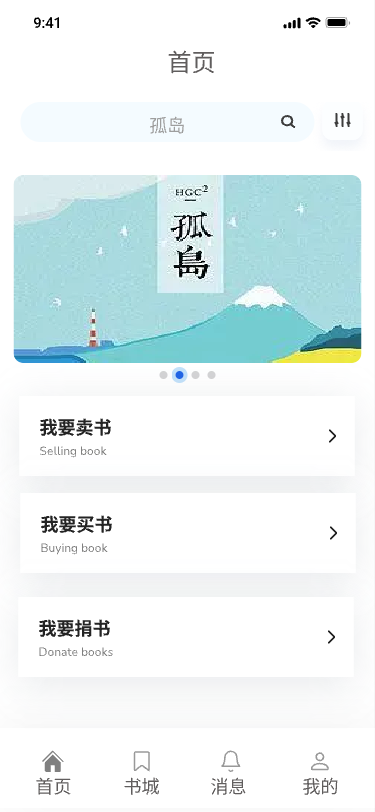 9:41
首页
孤岛
HGC²
孤
島
我要卖书
Selling book
我要买书
Buying book
我要捐书
Donate books
首页
书城
消息
我的